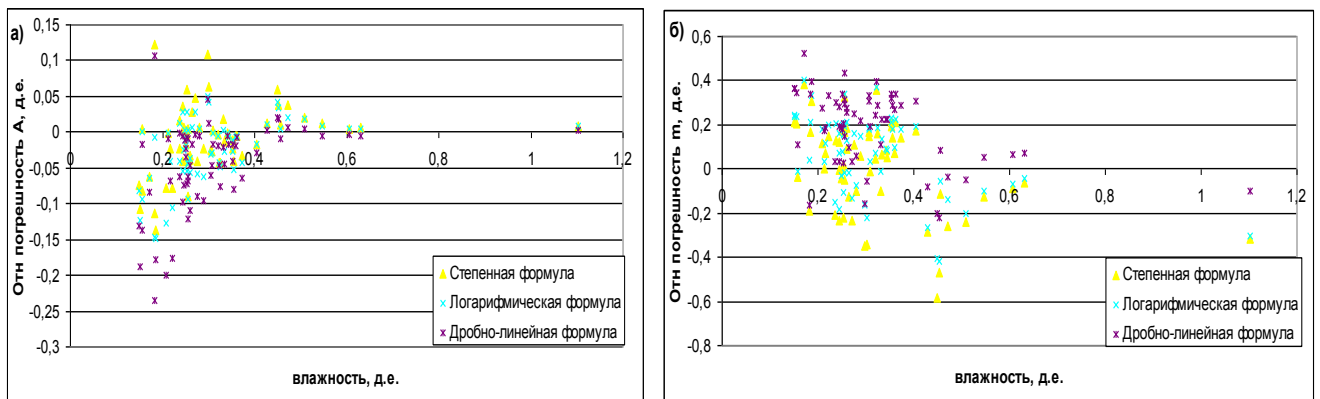 а)
Отн погрешность А, д.е.
0,15
0,1
0,05
0
-0,05
-0,1
-0,15
-0,2
-0,25
-0,3
0
0,2
0,4
0,6
0,8
1
1,2
Степенная формула
Логарифмическая формула
Дробно-линейная формула
влажность, д.е.
б)
Отн погрешность m, д.е.
0,6
0,4
0,2
0
-0,2
-0,4
-0,6
-0,8
0
0,2
0,4
0,6
0,8
1
1,2
Степенная формула
Логарифмическая формула
Дробно-линейная формула
влажность, д.е.